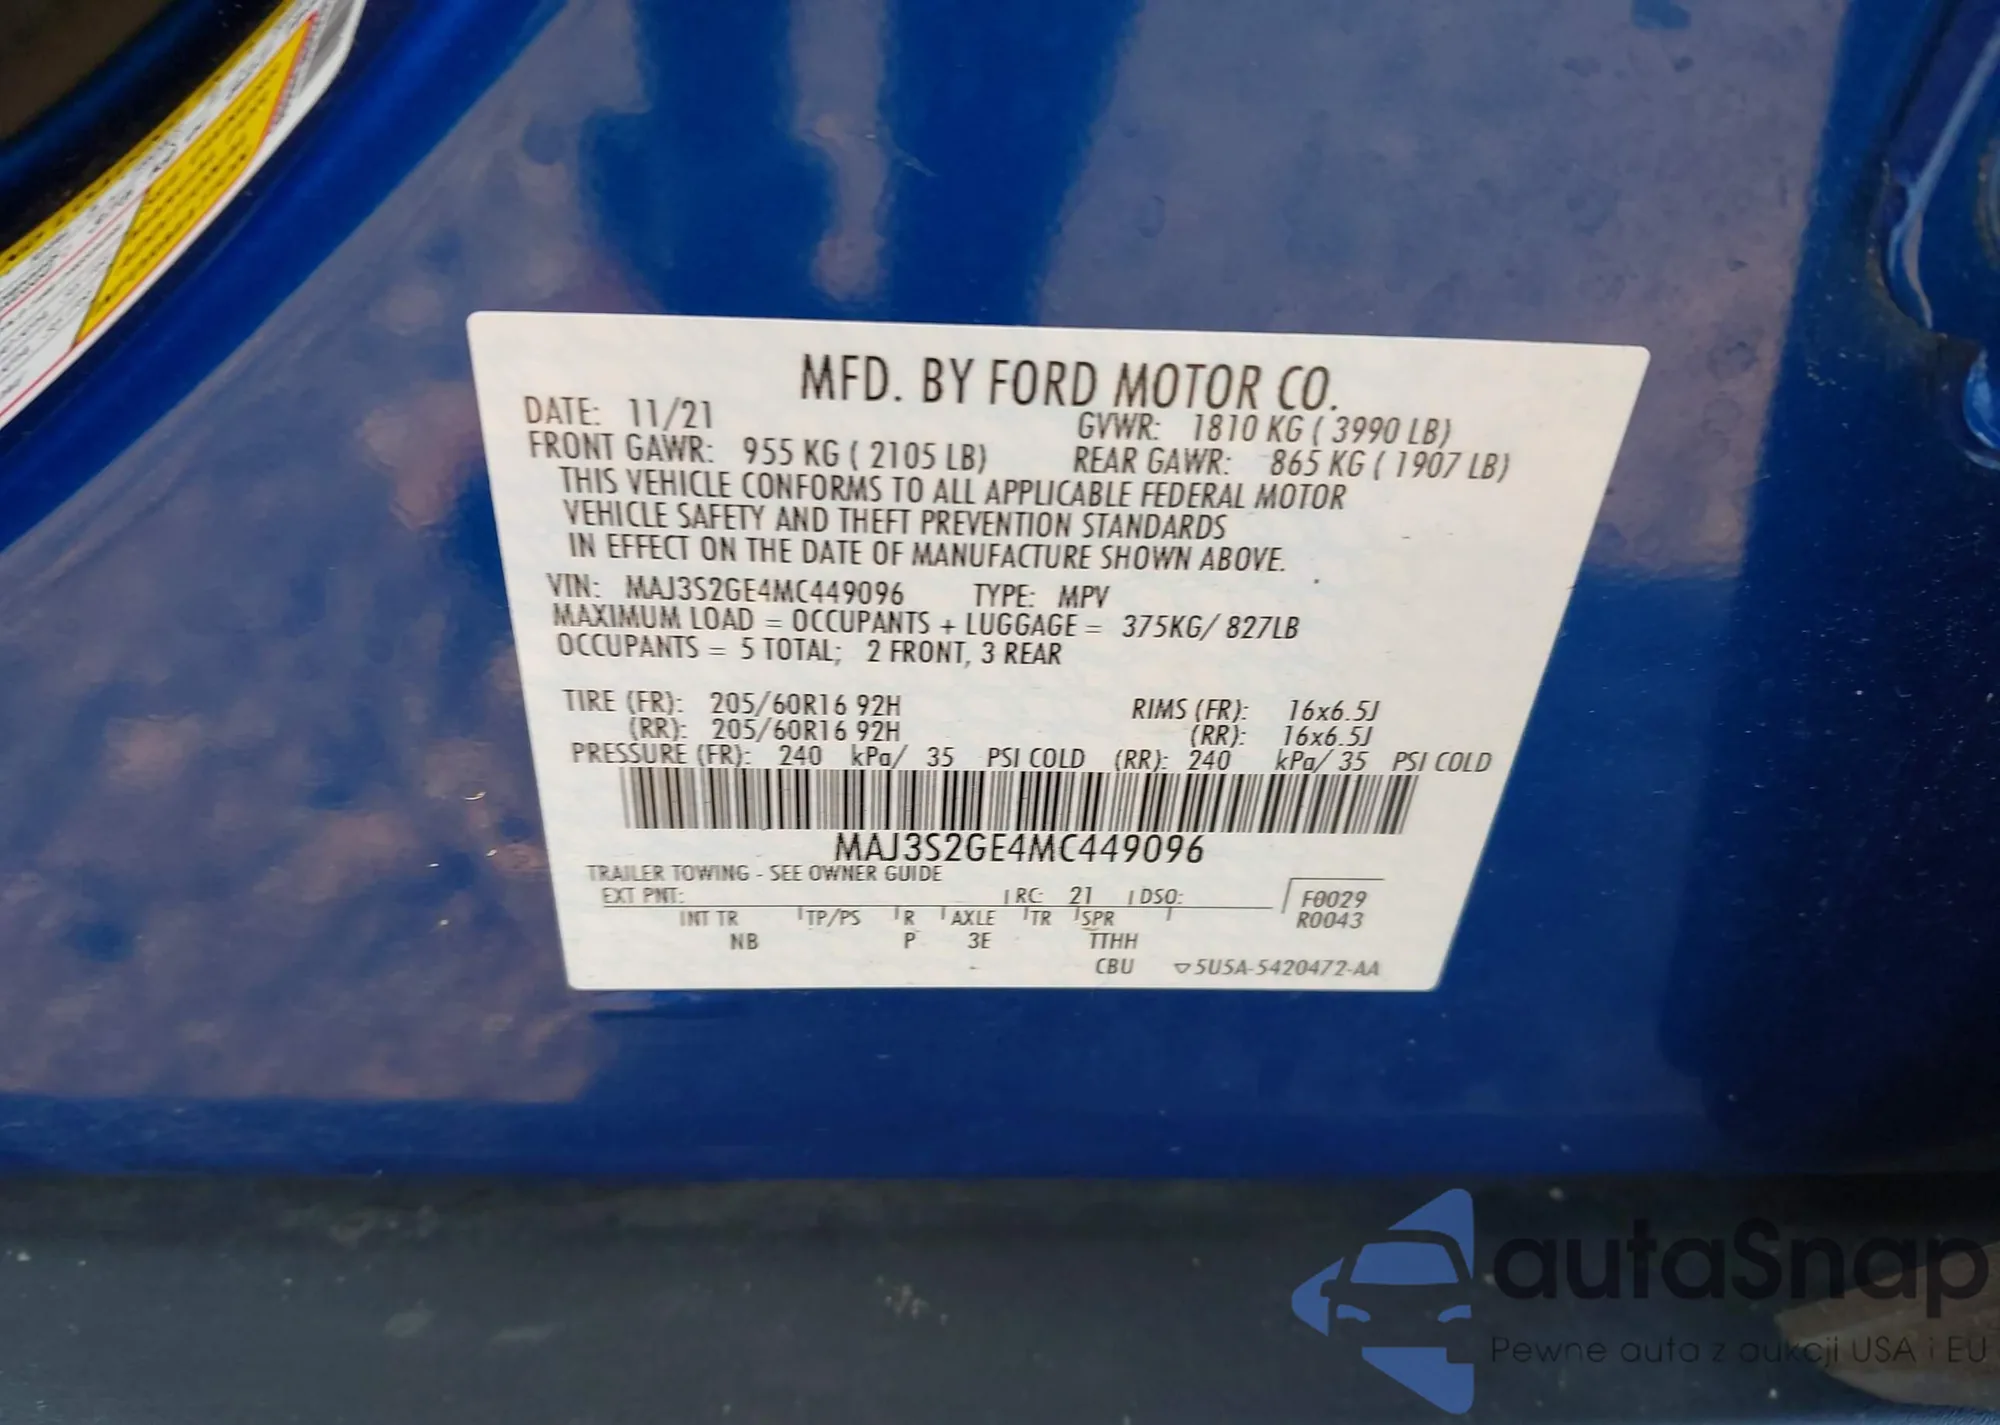 MFD. BY FORD MOTOR CO.
DATE: 11/21 GVWR: 1810 KG ( 3990 LB)
FRONT GAWR: 955 KG ( 2105 LB) REAR GAWR: 865 KG ( 1907 LB)
THIS VEHICLE CONFORMS TO ALL APPLICABLE FEDERAL MOTOR
VEHICLE SAFETY AND THEFT PREVENTION STANDARDS
IN EFFECT ON THE DATE OF MANUFACTURE SHOWN ABOVE.
VIN: MAJ3S2GE4MC449096 TYPE: MPV
MAXIMUM LOAD = OCCUPANTS + LUGGAGE = 375KG/ 827LB
OCCUPANTS = 5 TOTAL; 2 FRONT, 3 REAR
TIRE (FR): 205/60R16 92H RIMS (FR): 16x6.5J
(RR): 205/60R16 92H (RR): 16x6.5J
PRESSURE (FR): 240 kPa/ 35 PSI COLD (RR): 240 kPa/ 35 PSI COLD
MAJ3S2GE4MC449096
TRAILER TOWING - SEE OWNER GUIDE
EXT PNT: RC: 21 DSO: F0029
R0043
INT TR TP/PS R AXLE TR SPR
NB P 3E TTHH
CBU ▽5U5A-5420472-AA
autaSnap
Pewne auta z aukcji USA i EU